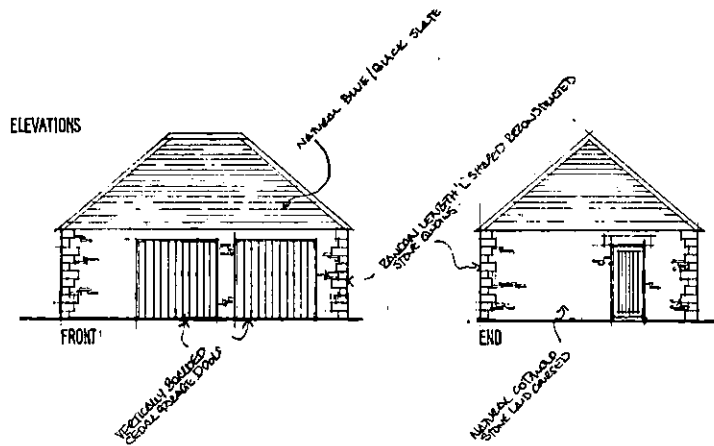 ELEVATIONS
NATURAL BLUE/BLACK SLATE
RANDOM LENGTH 'L' SHAPED RECONSTRUCTED
STONE QUOINS
FRONT
END
VERTICALLY BOARDED
CEDAR GARAGE DOORS
NATURAL COTSWOLD
STONE LAID COURSED